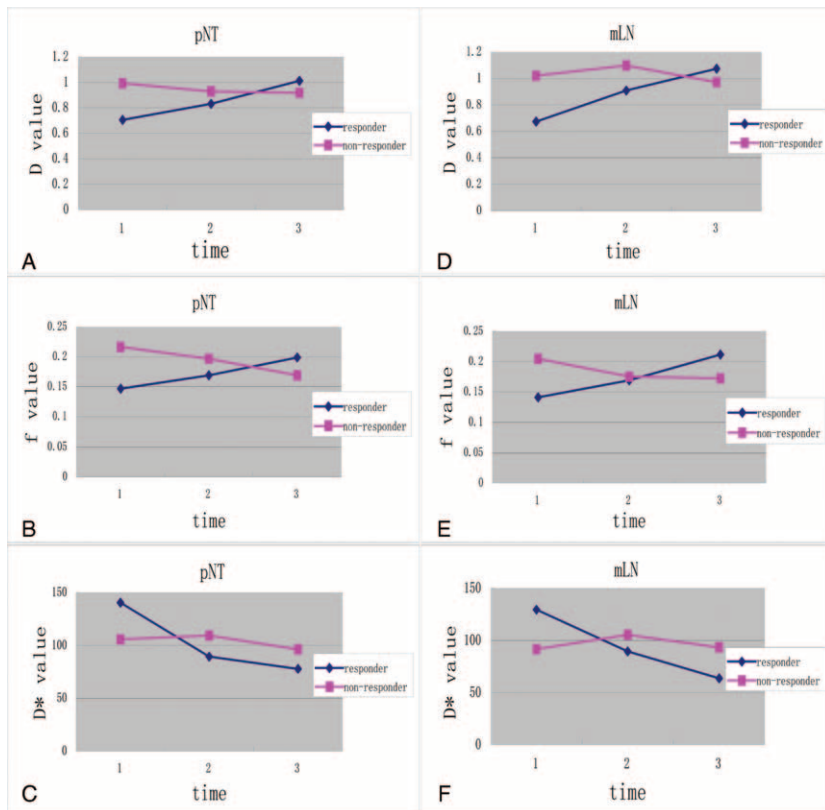 pNT
1.2
1
0.8
0.6
0.4
0.2
0
D value
1 2 3
time
responder
non-responder
A
mLN
1.2
1
0.8
0.6
0.4
0.2
0
D value
1 2 3
time
responder
non-responder
D
pNT
0.25
0.2
0.15
0.1
0.05
0
f value
1 2 3
time
responder
non-responder
B
mLN
0.25
0.2
0.15
0.1
0.05
0
f value
1 2 3
time
responder
non-responder
E
pNT
150
100
50
0
D* value
1 2 3
time
responder
non-responder
C
mLN
150
100
50
0
D* value
1 2 3
time
responder
non-responder
F